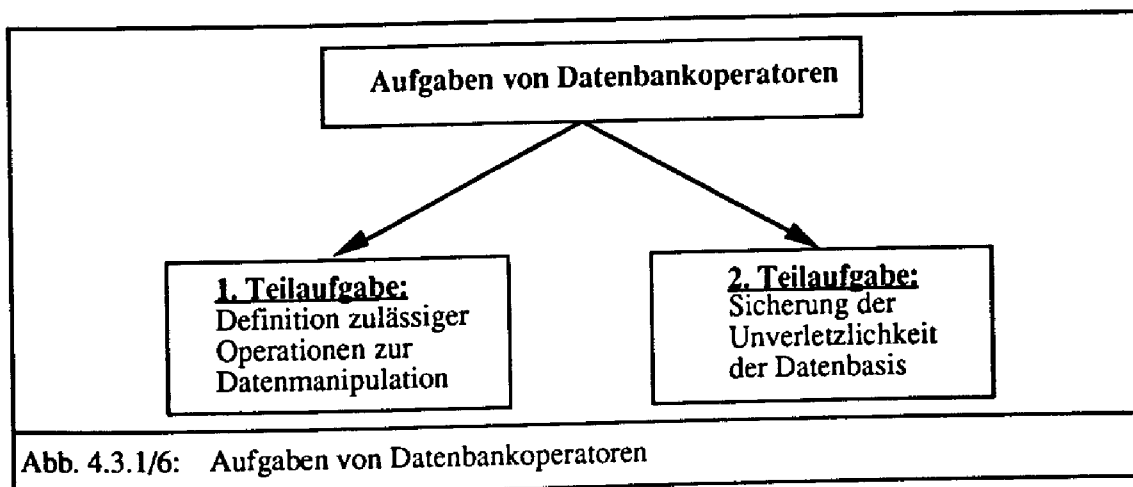 Aufgaben von Datenbankoperatoren
1. Teilaufgabe:
Definition zulässiger
Operationen zur
Datenmanipulation
2. Teilaufgabe:
Sicherung der
Unverletzlichkeit
der Datenbasis
Abb. 4.3.1/6: Aufgaben von Datenbankoperatoren